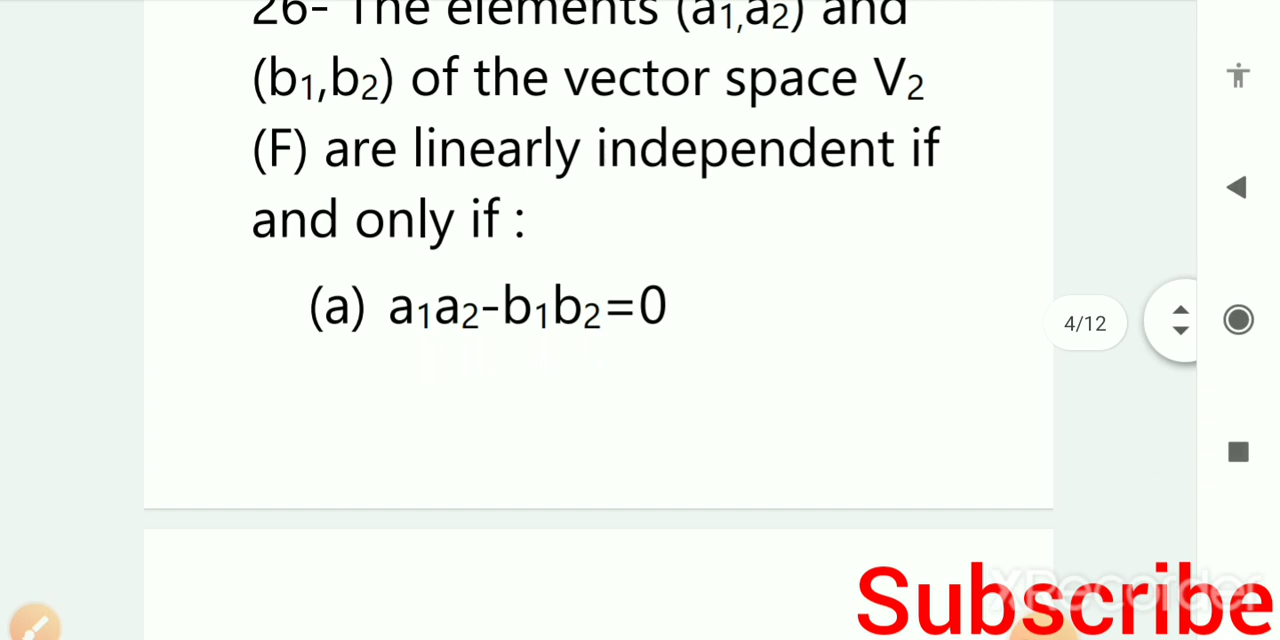 26- The elements (a₁,a₂) and
(b₁,b₂) of the vector space V₂
(F) are linearly independent if
and only if :
(a) a₁a₂-b₁b₂=0
4/12
Subscribe
XRecorder